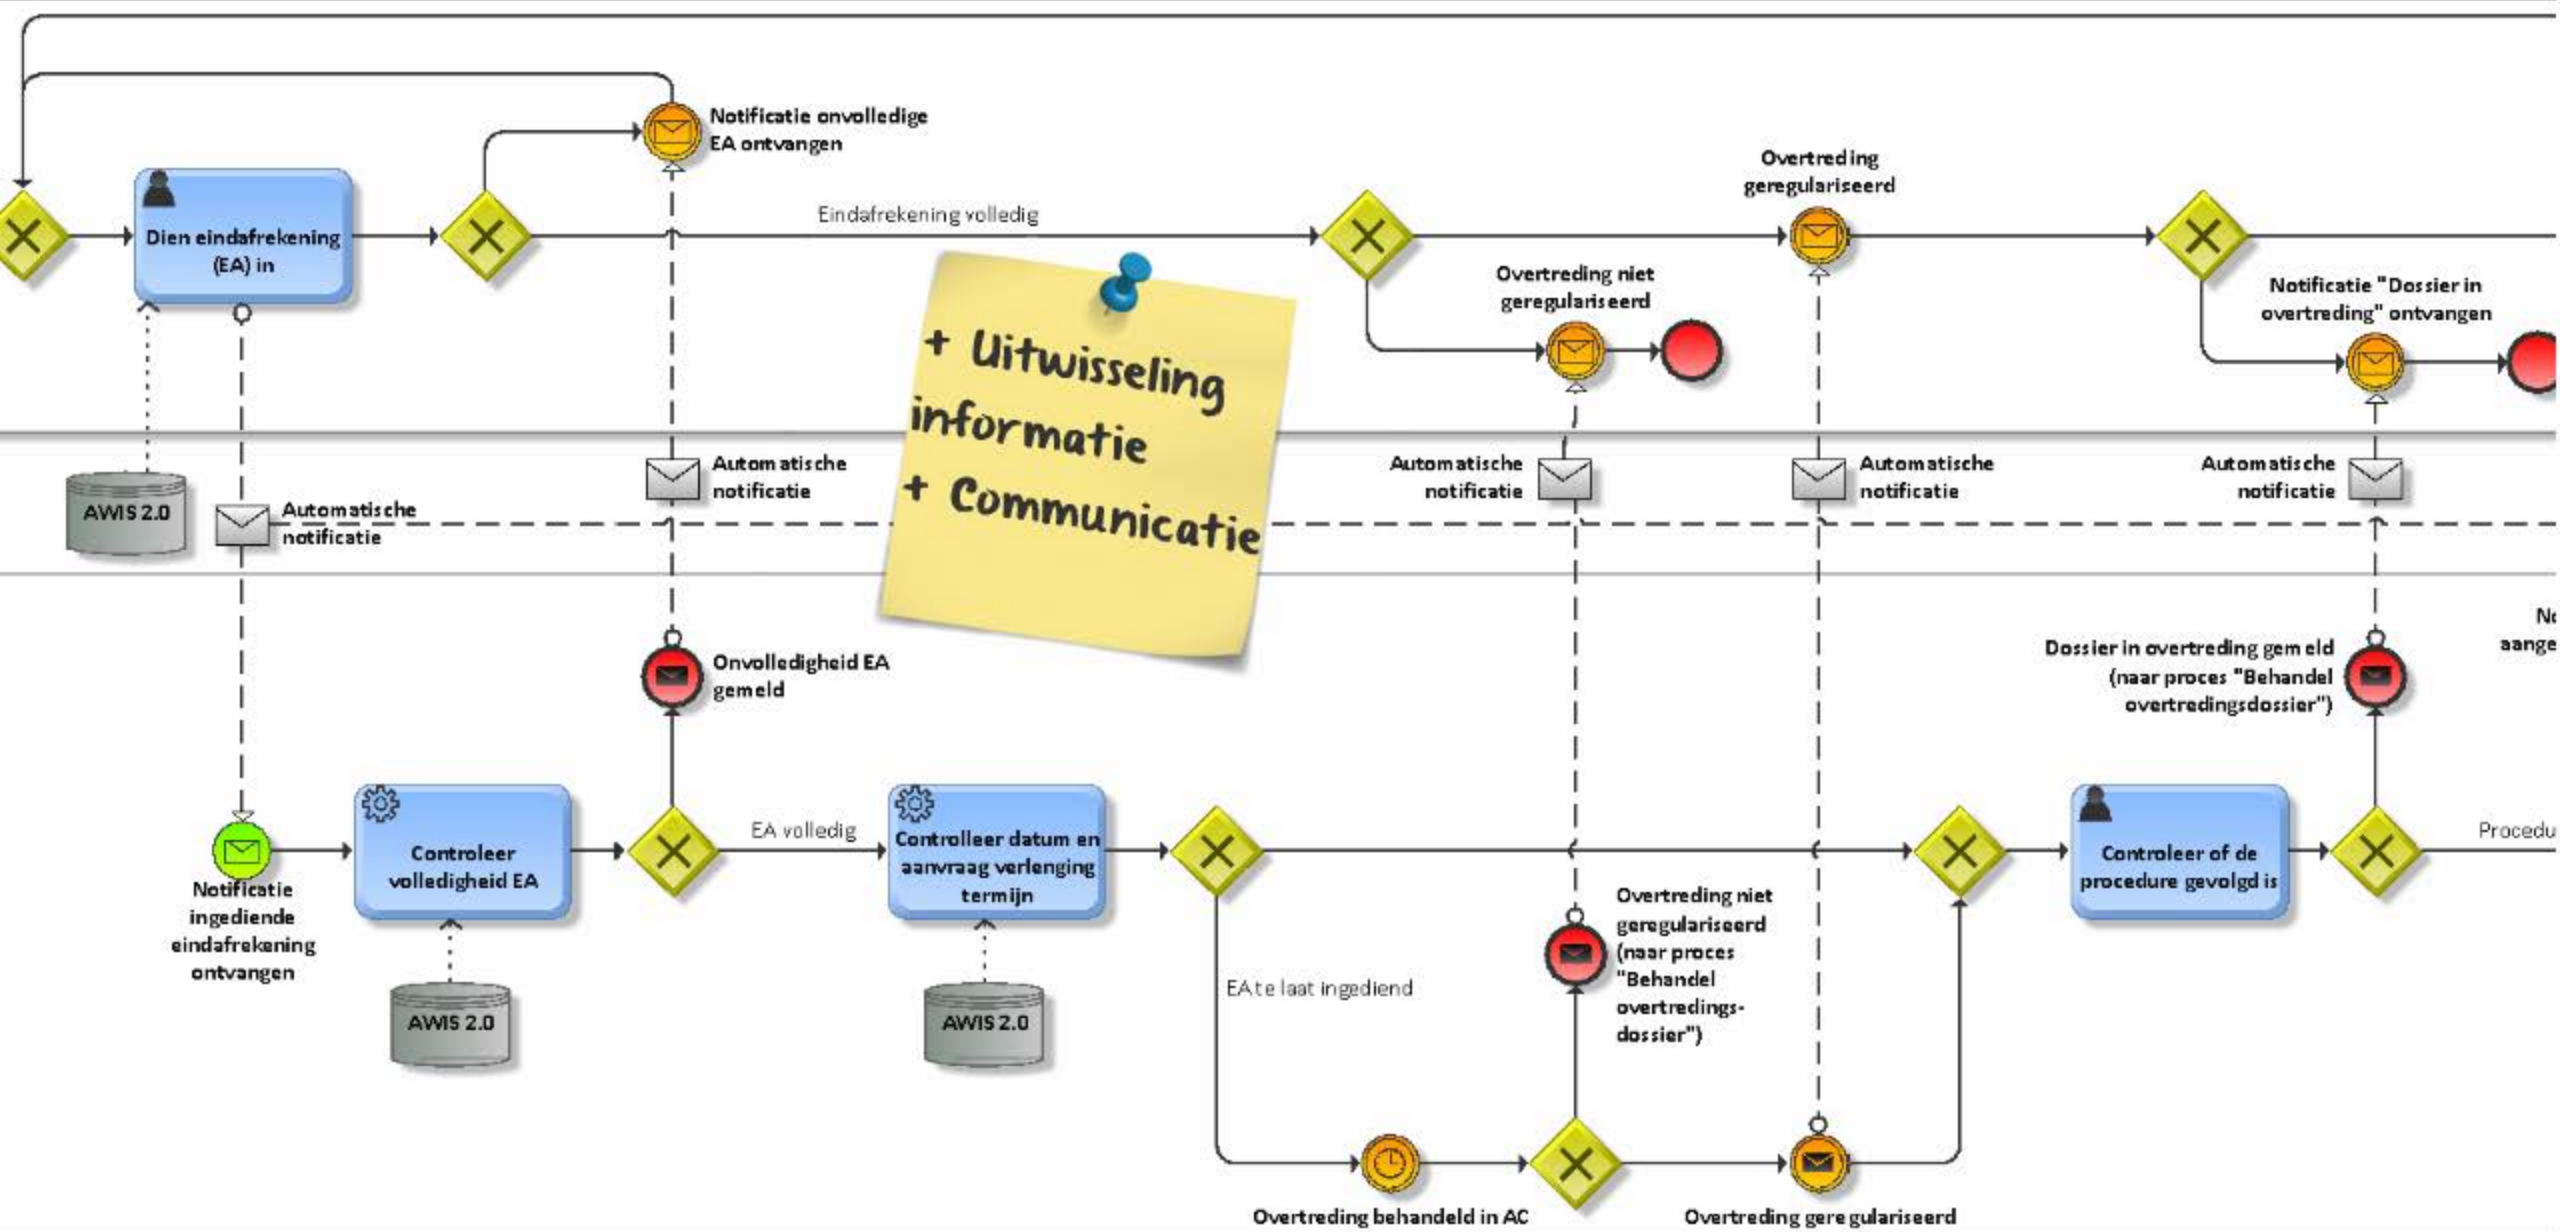 Notificatie onvolledige
EA ontvangen
Dien eindafrekening
(EA) in
Eindafrekening volledig
Overtreding
geregulariseerd
Overtreding niet
geregulariseerd
Notificatie "Dossier in
overtreding" ontvangen
+ Uitwisseling
informatie
+ Communicatie
AWIS 2.0
Automatische
notificatie
Automatische
notificatie
Automatische
notificatie
Automatische
notificatie
Automatische
notificatie
Onvolledigheid EA
gemeld
Dossier in overtreding gemeld
(naar proces "Behandel
overtredingsdossier")
Notificatie
ingediende
eindafrekening
ontvangen
Controleer
volledigheid EA
AWIS 2.0
EA volledig
Controlleer datum en
aanvraag verlenging
termijn
AWIS 2.0
EA te laat ingediend
Overtreding niet
geregulariseerd
(naar proces
"Behandel
overtredings-
dossier")
Controleer of de
procedure gevolgd is
Overtreding behandeld in AC
Overtreding geregulariseerd